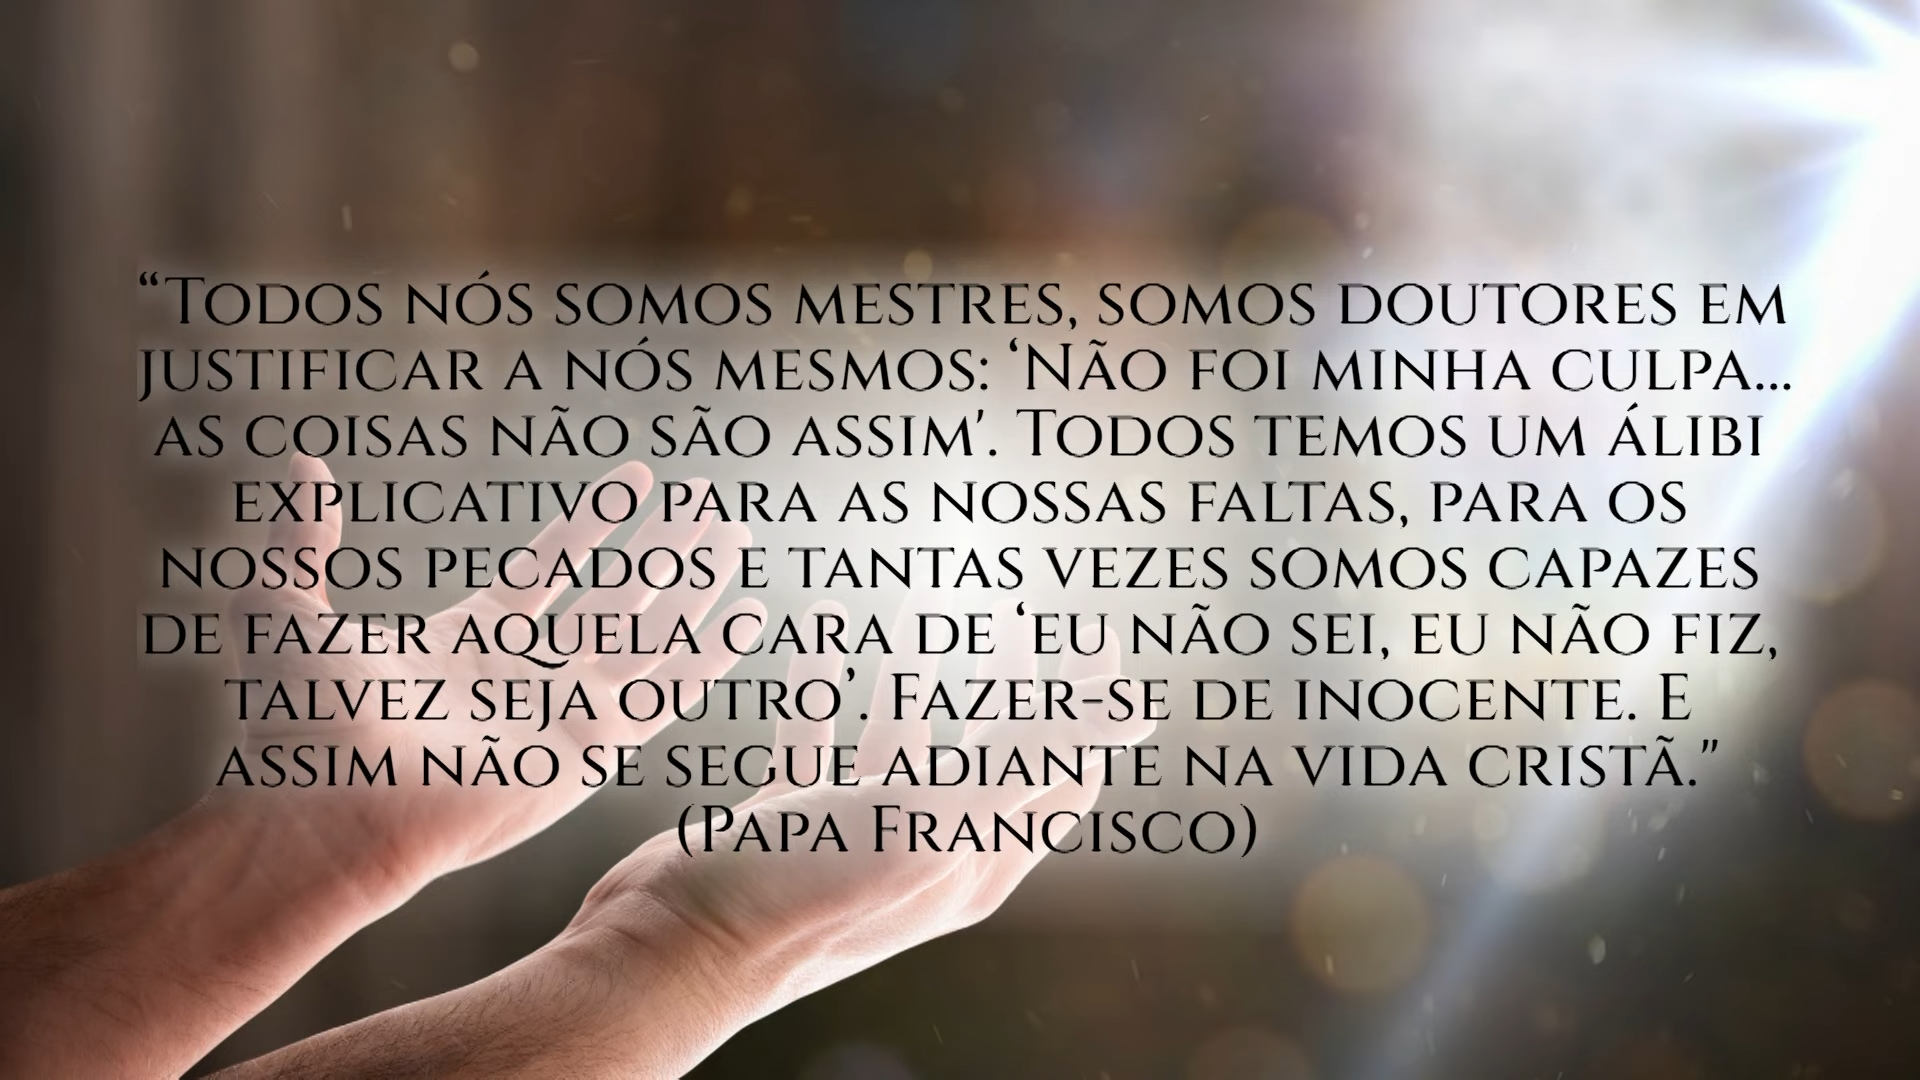 “Todos nós somos mestres, somos doutores em
justificar a nós mesmos: ‘Não foi minha culpa...
as coisas não são assim'. Todos temos um álibi
explicativo para as nossas faltas, para os
nossos pecados e tantas vezes somos capazes
de fazer aquela cara de ‘eu não sei, eu não fiz,
talvez seja outro’. Fazer-se de inocente. E
assim não se segue adiante na vida cristã."
(Papa Francisco)